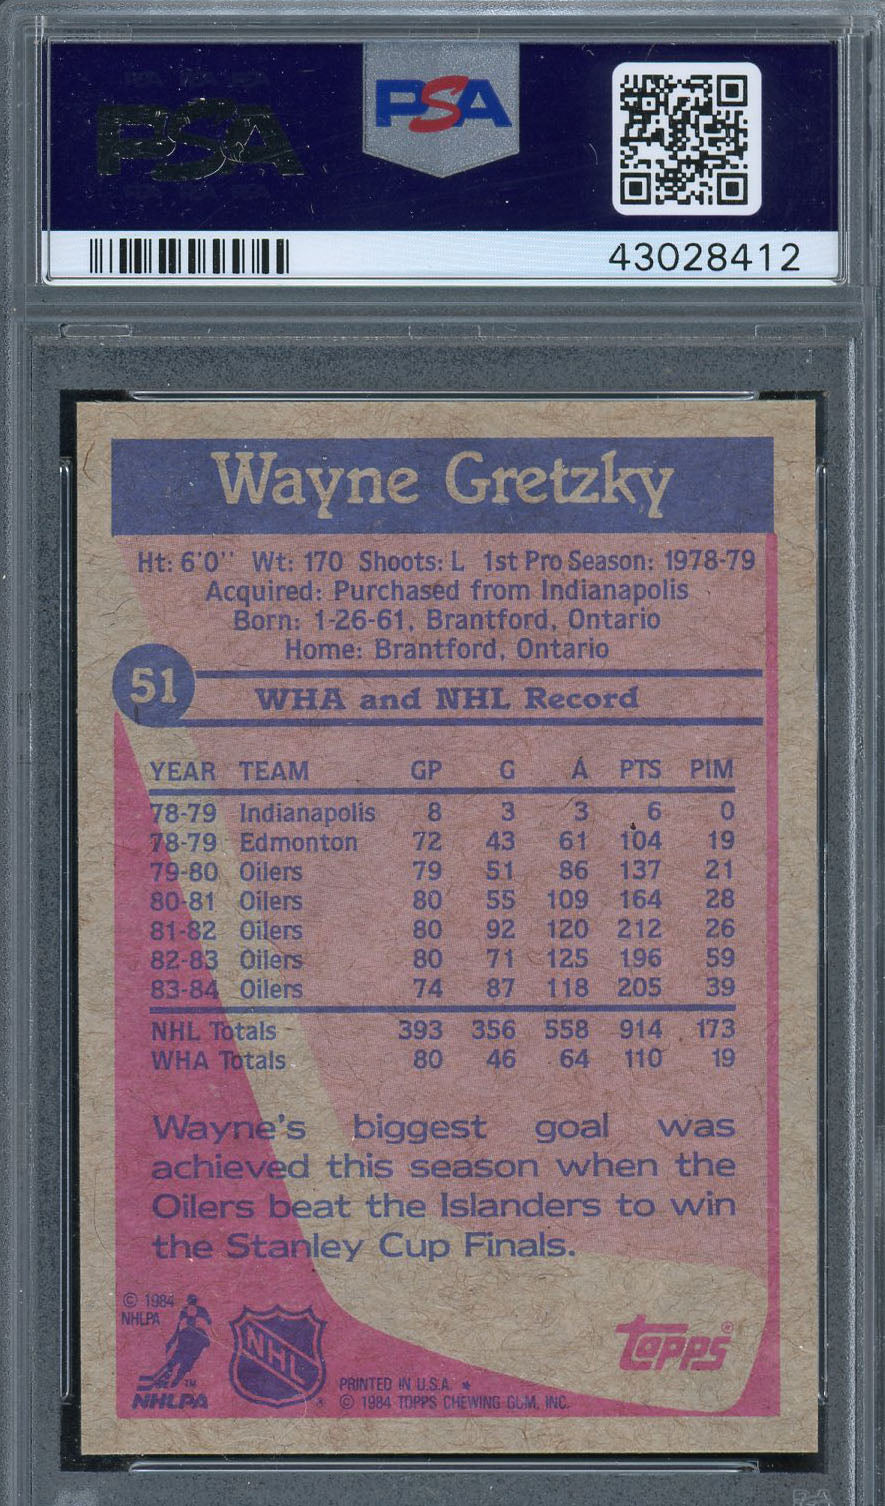 PSA
PSA
43028412
Wayne Gretzky
Ht: 6'0" Wt: 170 Shoots: L 1st Pro Season: 1978-79
Acquired: Purchased from Indianapolis
Born: 1-26-61, Brantford, Ontario
Home: Brantford, Ontario
51
WHA and NHL Record
YEAR TEAM GP G A PTS PIM
78-79 Indianapolis 8 3 3 6 0
78-79 Edmonton 72 43 61 104 19
79-80 Oilers 79 51 86 137 21
80-81 Oilers 80 55 109 164 28
81-82 Oilers 80 92 120 212 26
82-83 Oilers 80 71 125 196 59
83-84 Oilers 74 87 118 205 39
NHL Totals 393 356 558 914 173
WHA Totals 80 46 64 110 19
Wayne's biggest goal was
achieved this season when the
Oilers beat the Islanders to win
the Stanley Cup Finals.
© 1984
NHLPA
™
NHLPA
NHL
®
PRINTED IN U.S.A. *
© 1984 TOPPS CHEWING GUM, INC.
topps®